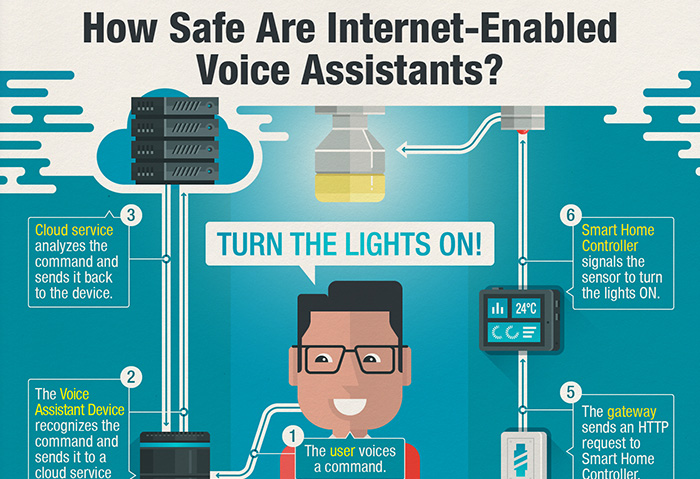 How Safe Are Internet-Enabled
Voice Assistants?
3
Cloud service
analyzes the
command and
sends it back
to the device.
TURN THE LIGHTS ON!
6
Smart Home
Controller
signals the
sensor to turn
the lights ON.
24°C
2
The Voice
Assistant Device
recognizes the
command and
sends it to a
cloud service
1
The user voices
a command.
5
The gateway
sends an HTTP
request to
Smart Home
Controller.